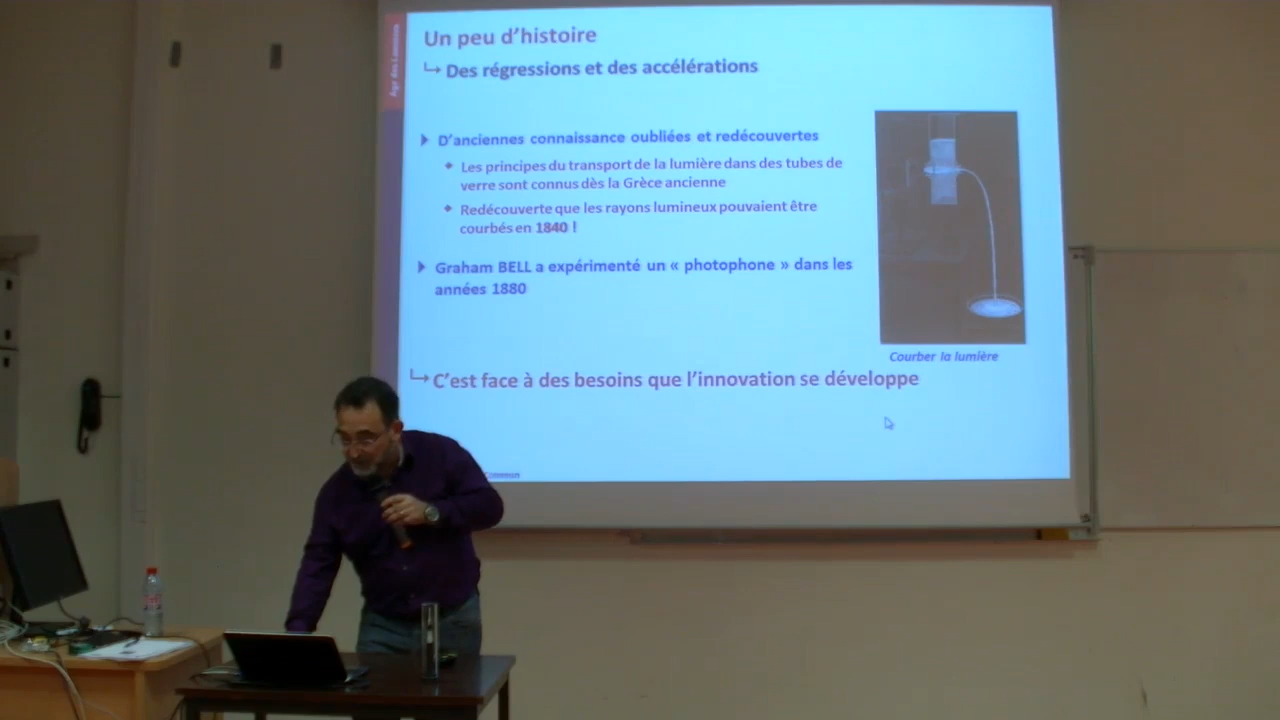 Age des Lumières
Un peu d'histoire
Des régressions et des accélérations
D'anciennes connaissance oubliées et redécouvertes
Les principes du transport de la lumière dans des tubes de
verre sont connus dès la Grèce ancienne
Redécouverte que les rayons lumineux pouvaient être
courbés en 1840 !
Graham BELL a expérimenté un « photophone » dans les
années 1880
Courber la lumière
C'est face à des besoins que l'innovation se développe